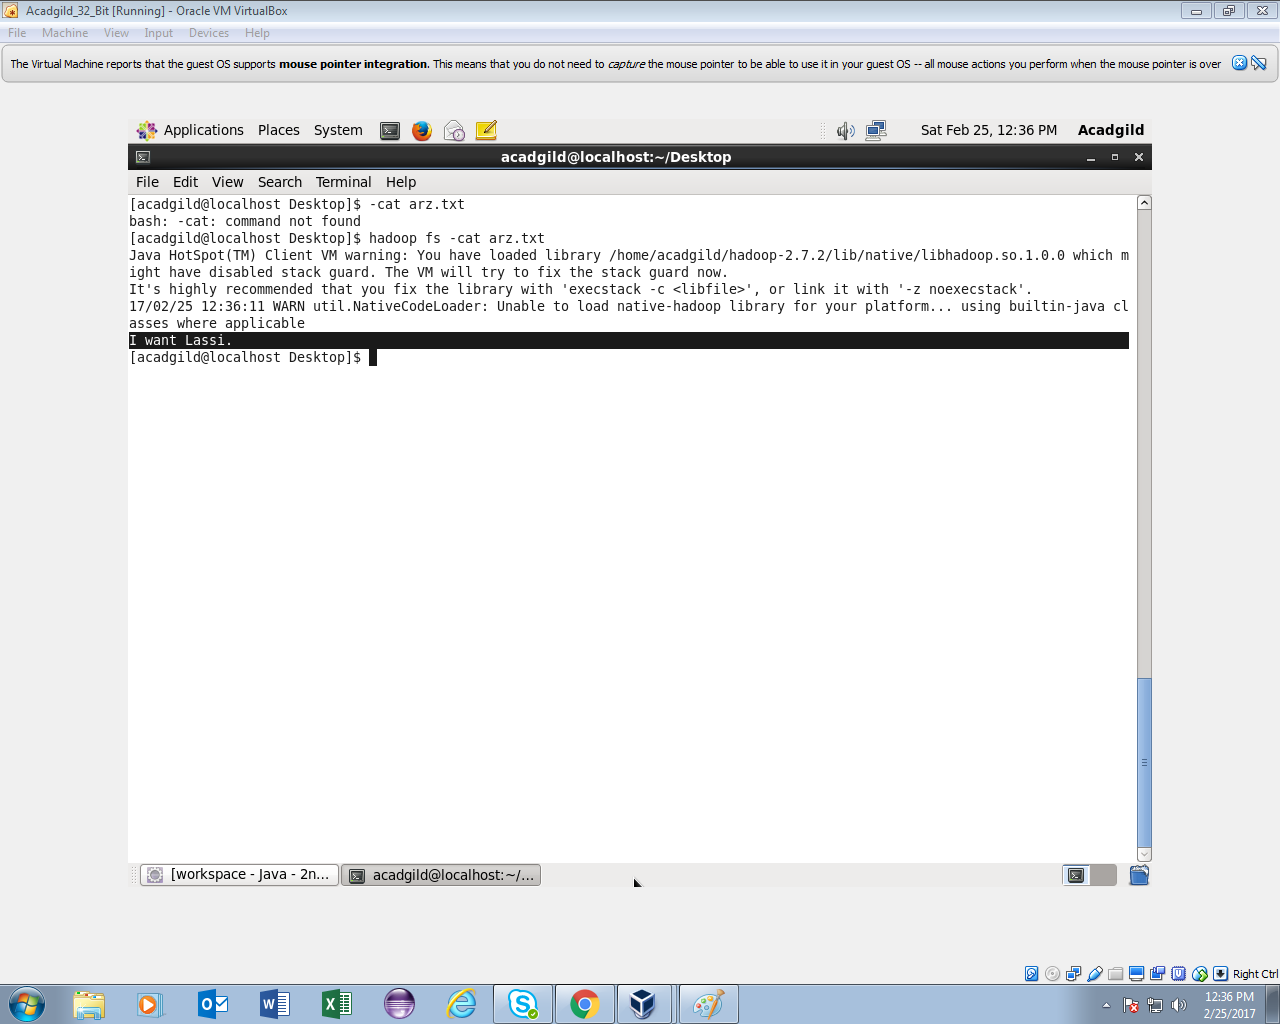 Acadgild_32_Bit [Running] - Oracle VM VirtualBox
File Machine View Input Devices Help
The Virtual Machine reports that the guest OS supports mouse pointer integration. This means that you do not need to capture the mouse pointer to be able to use it in your guest OS -- all mouse actions you perform when the mouse pointer is over
Applications Places System Sat Feb 25, 12:36 PM Acadgild
acadgild@localhost:~/Desktop
File Edit View Search Terminal Help
[acadgild@localhost Desktop]$ -cat arz.txt
bash: -cat: command not found
[acadgild@localhost Desktop]$ hadoop fs -cat arz.txt
Java HotSpot(TM) Client VM warning: You have loaded library /home/acadgild/hadoop-2.7.2/lib/native/libhadoop.so.1.0.0 which m
ight have disabled stack guard. The VM will try to fix the stack guard now.
It's highly recommended that you fix the library with 'execstack -c <libfile>', or link it with '-z noexecstack'.
17/02/25 12:36:11 WARN util.NativeCodeLoader: Unable to load native-hadoop library for your platform... using builtin-java cl
asses where applicable
I want Lassi.
[acadgild@localhost Desktop]$
[workspace - Java - 2n... acadgild@localhost:~/...
Right Ctrl
12:36 PM
2/25/2017